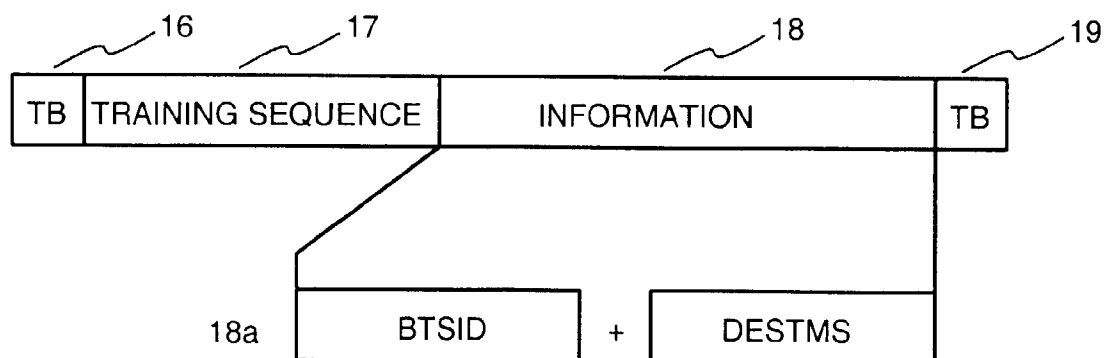 16 17 18 19
TB TRAINING SEQUENCE INFORMATION TB
18a BTSID + DESTMS